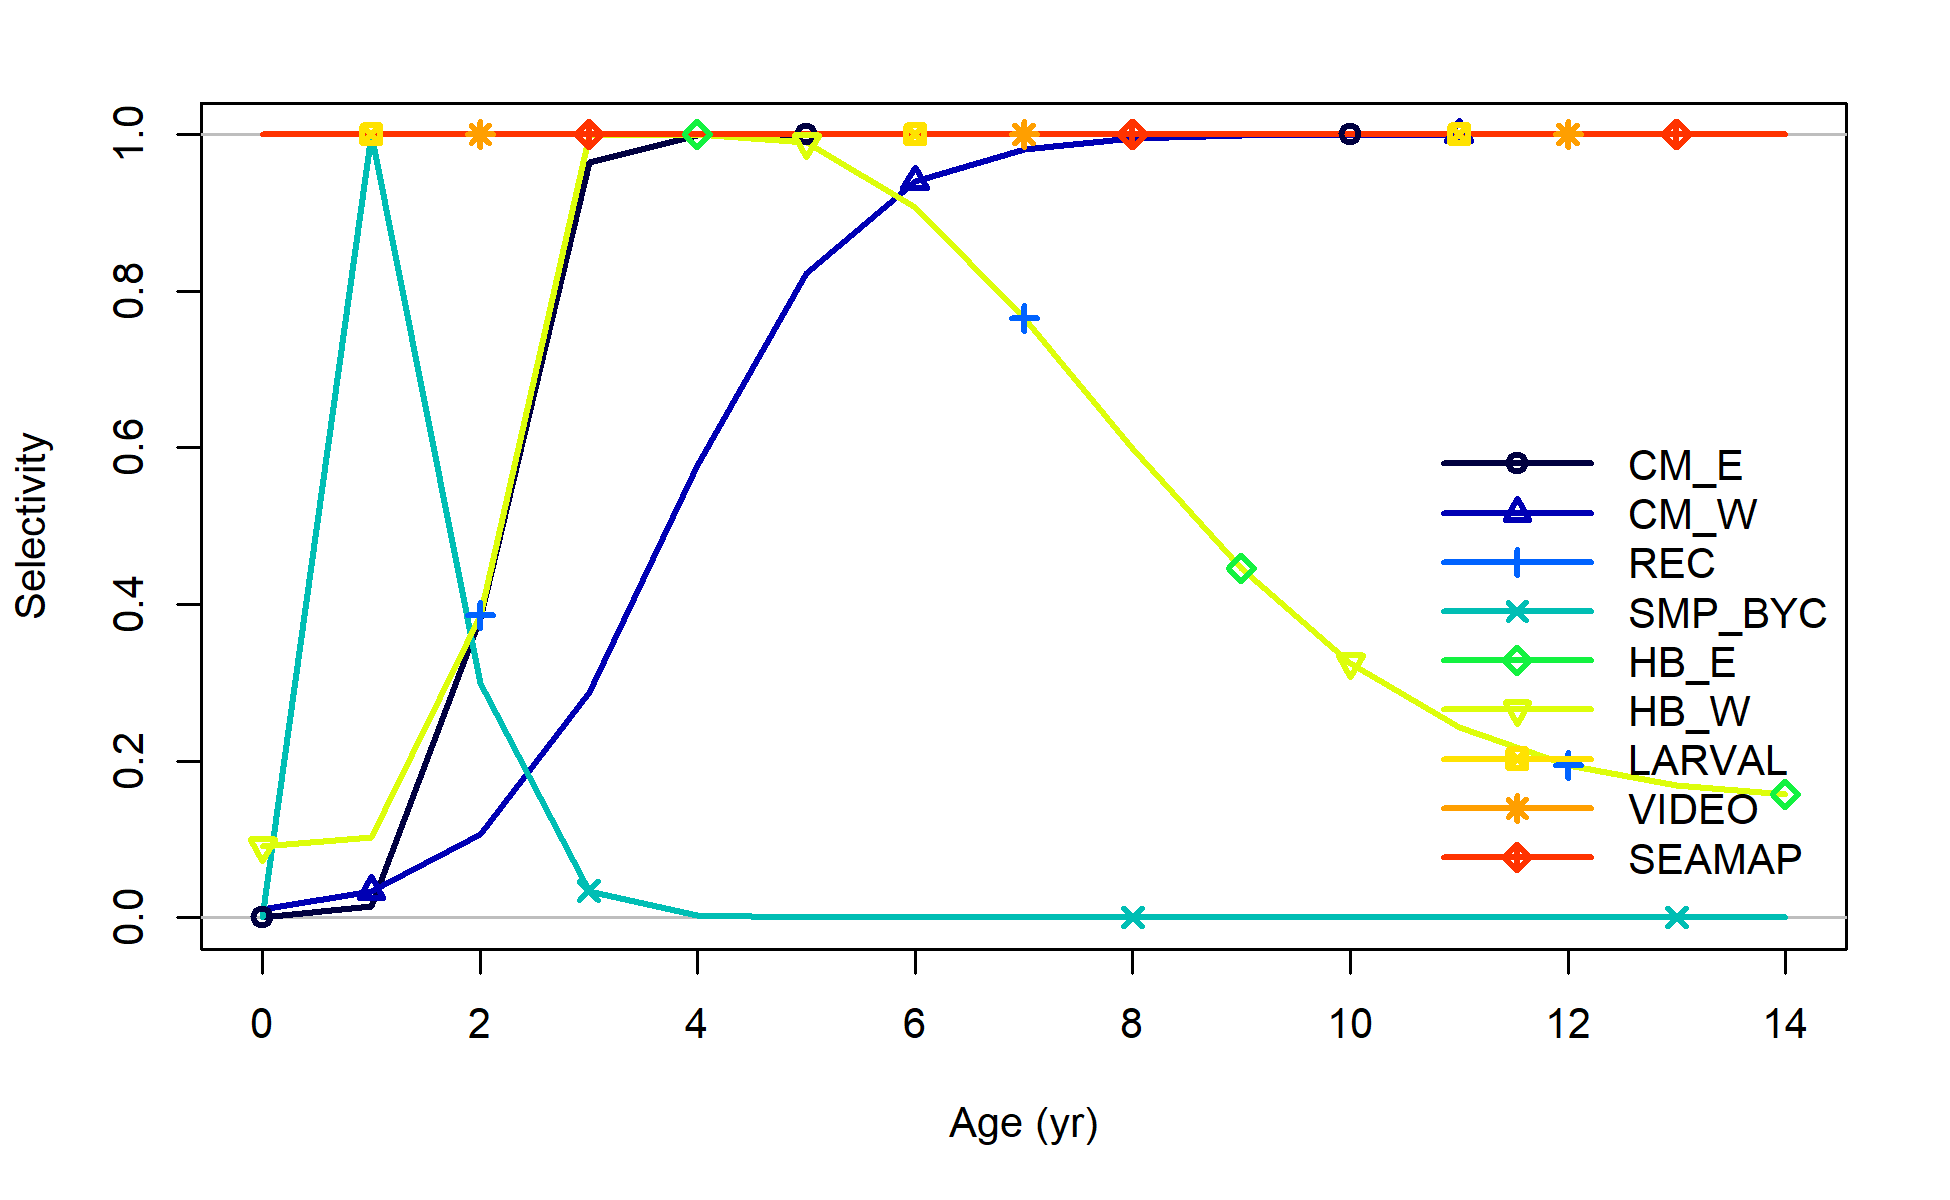 Selectivity
1.0
0.8
0.6
0.4
0.2
0.0
CM_E
CM_W
REC
SMP_BYC
HB_E
HB_W
LARVAL
VIDEO
SEAMAP
0 2 4 6 8 10 12 14
Age (yr)